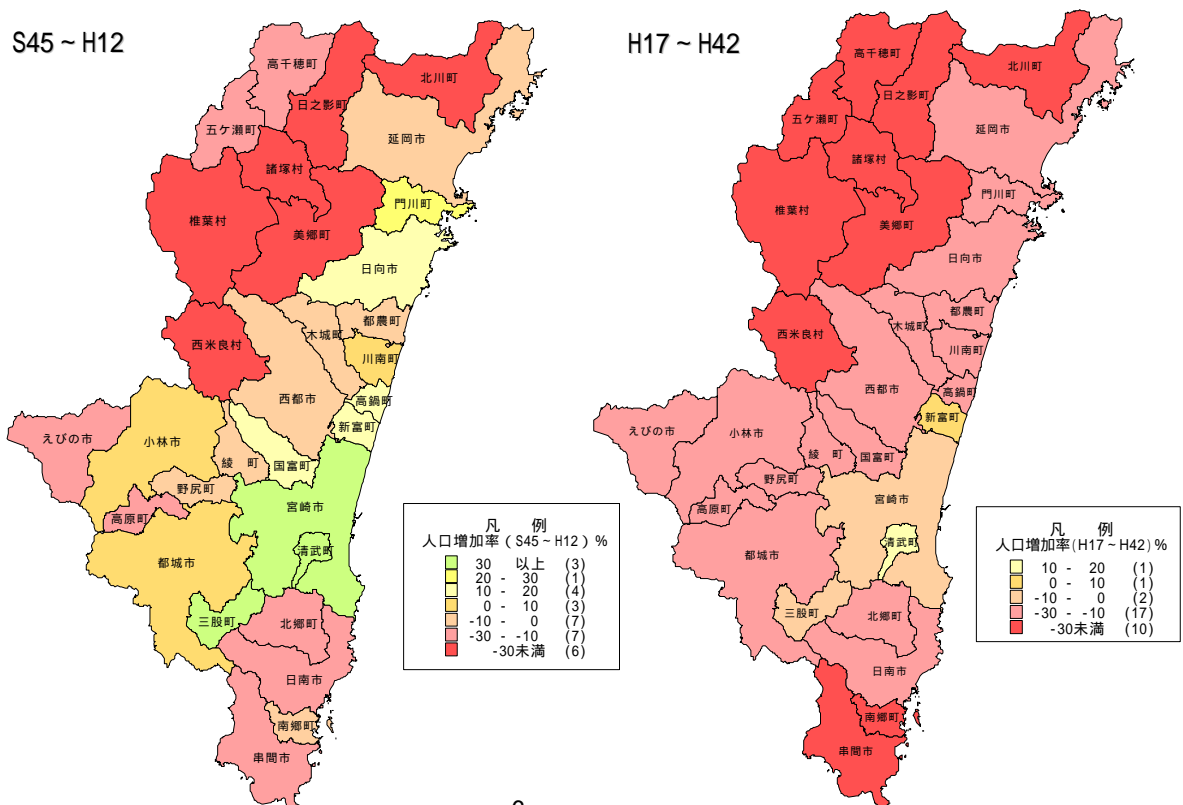 S45 ~ H12
高千穂町
北川町
日之影町
五ケ瀬町
延岡市
諸塚村
門川町
椎葉村
美郷町
日向市
都農町
木城町
西米良村
川南町
西都市
高鍋町
新富町
えびの市
小林市
綾 町
国富町
野尻町
宮崎市
高原町
清武町
都城市
三股町
北郷町
日南市
南郷町
串間市
凡 例
人口増加率(S45~H12)%
30 以上 (3)
20 - 30 (1)
10 - 20 (4)
0 - 10 (3)
-10 - 0 (7)
-30 - -10 (7)
-30未満 (6)
H17 ~ H42
高千穂町
北川町
日之影町
五ケ瀬町
延岡市
諸塚村
門川町
椎葉村
美郷町
日向市
都農町
木城町
西米良村
川南町
西都市
高鍋町
新富町
えびの市
小林市
綾 町
国富町
野尻町
宮崎市
高原町
清武町
都城市
三股町
北郷町
日南市
南郷町
串間市
凡 例
人口増加率(H17~H42)%
10 - 20 (1)
0 - 10 (1)
-10 - 0 (2)
-30 - -10 (17)
-30未満 (10)